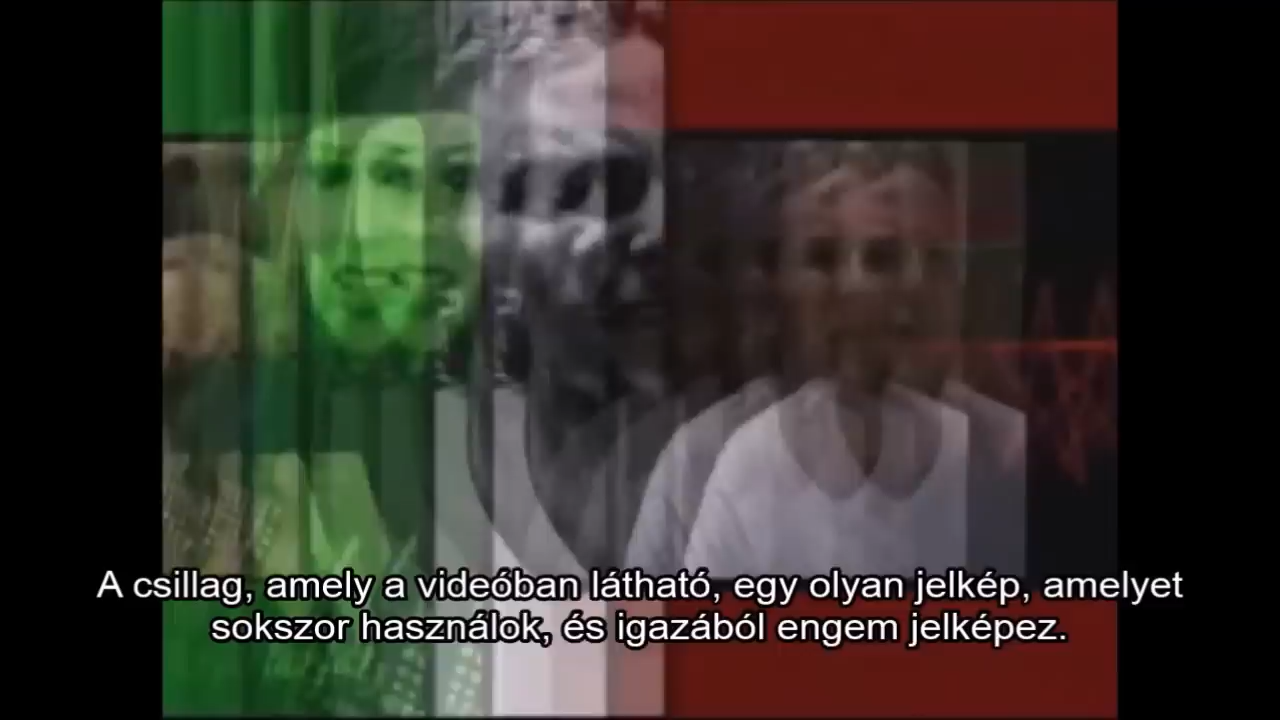 A csillag, amely a videóban látható, egy olyan jelkép, amelyet
sokszor használok, és igazából engem jelképez.